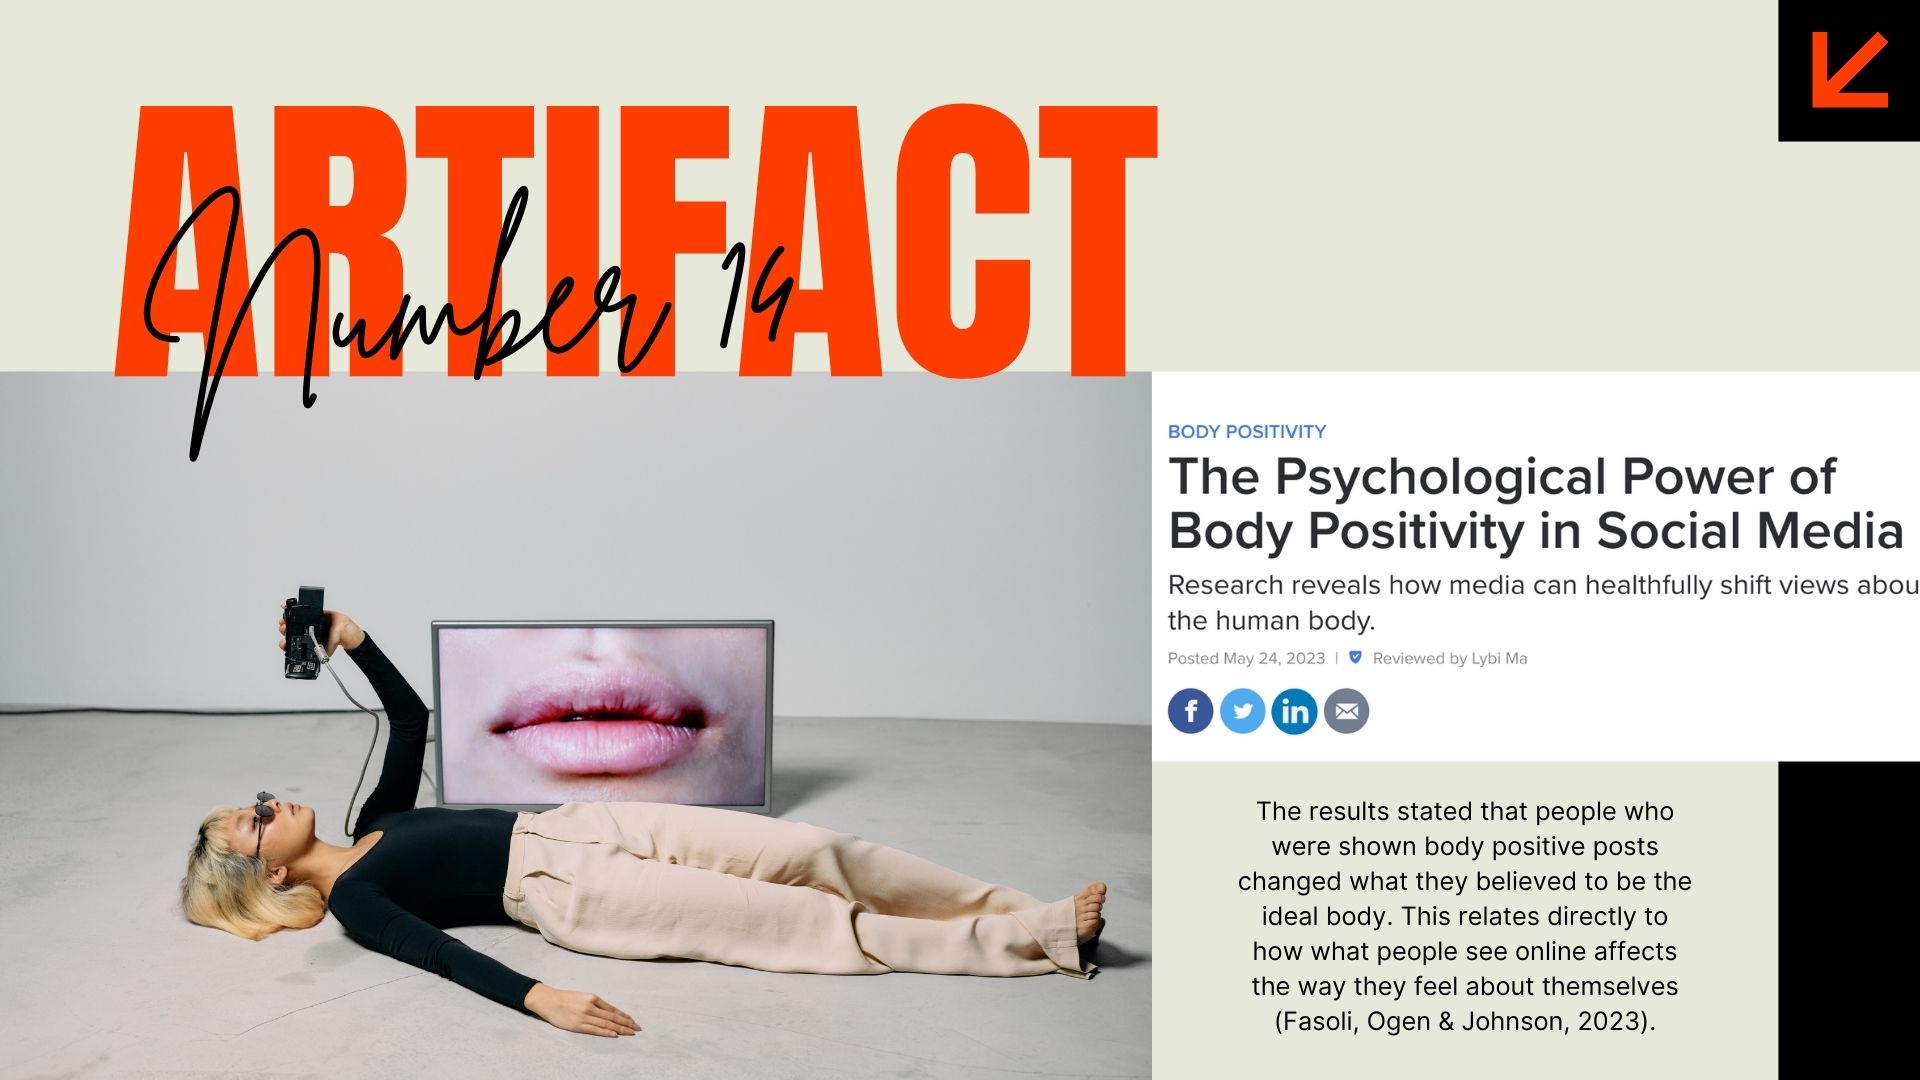 ARTIFACT
Number 14
BODY POSITIVITY
The Psychological Power of
Body Positivity in Social Media
Research reveals how media can healthfully shift views abou
the human body.
Posted May 24, 2023 | Reviewed by Lybi Ma
f in
The results stated that people who
were shown body positive posts
changed what they believed to be the
ideal body. This relates directly to
how what people see online affects
the way they feel about themselves
(Fasoli, Ogen & Johnson, 2023).